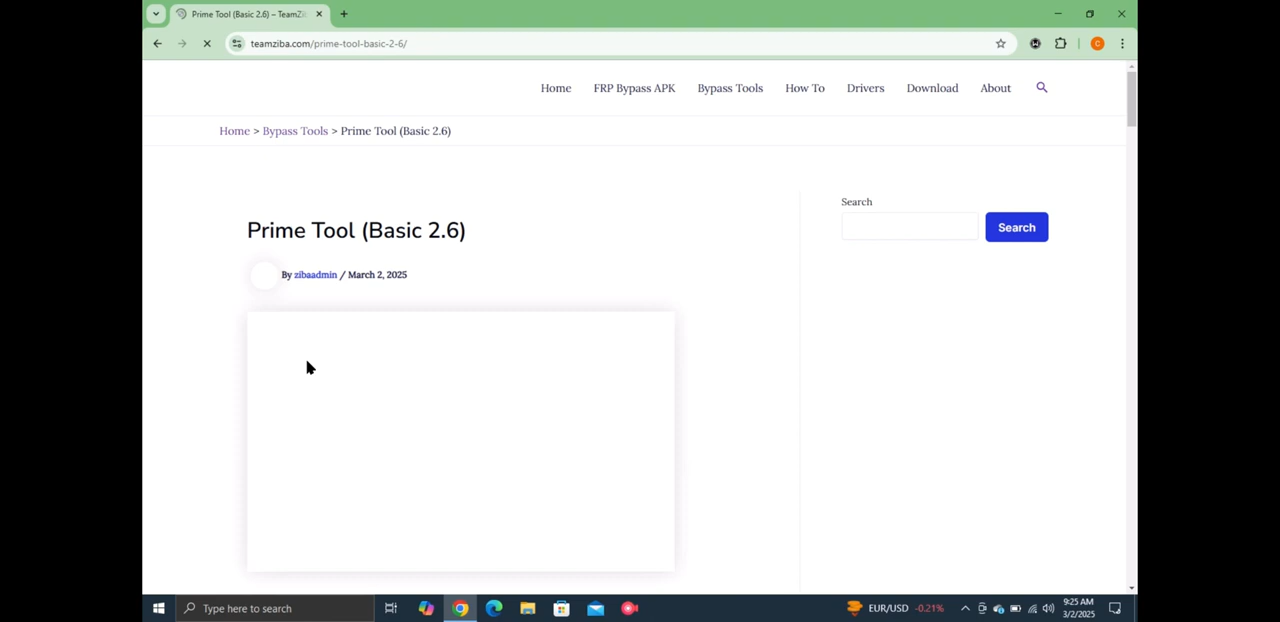 Prime Tool (Basic 2.6) – TeamZi
teamziba.com/prime-tool-basic-2-6/
C
Home FRP Bypass APK Bypass Tools How To Drivers Download About
Home > Bypass Tools > Prime Tool (Basic 2.6)
Search
Search
Prime Tool (Basic 2.6)
By zibaadmin / March 2, 2025
Type here to search
EUR/USD -0.21%
9:25 AM
3/2/2025